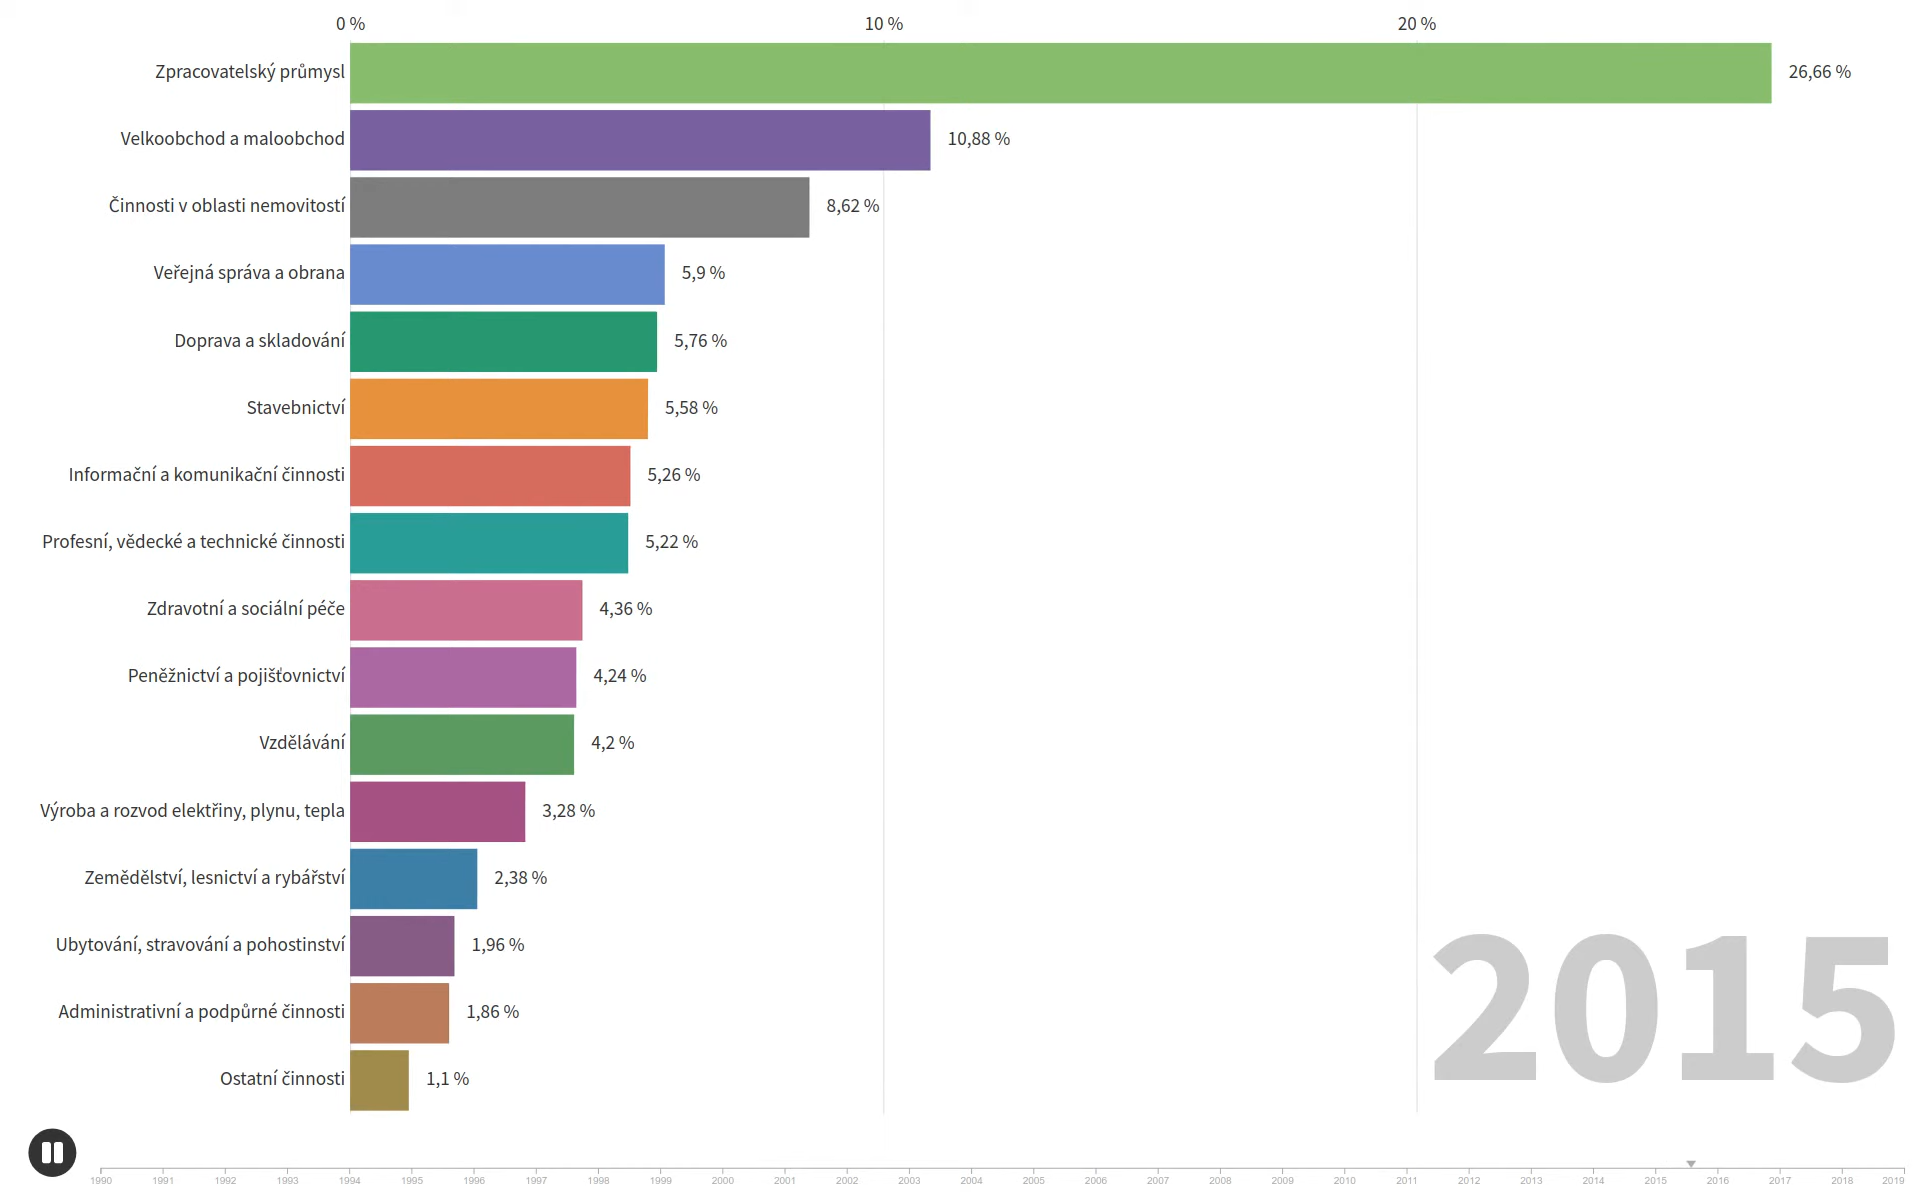 0 % 10 % 20 %
Zpracovatelský průmysl 26,66 %
Velkoobchod a maloobchod 10,88 %
Činnosti v oblasti nemovitostí 8,62 %
Veřejná správa a obrana 5,9 %
Doprava a skladování 5,76 %
Stavebnictví 5,58 %
Informační a komunikační činnosti 5,26 %
Profesní, vědecké a technické činnosti 5,22 %
Zdravotní a sociální péče 4,36 %
Peněžnictví a pojišťovnictví 4,24 %
Vzdělávání 4,2 %
Výroba a rozvod elektřiny, plynu, tepla 3,28 %
Zemědělství, lesnictví a rybářství 2,38 %
Ubytování, stravování a pohostinství 1,96 %
Administrativní a podpůrné činnosti 1,86 %
Ostatní činnosti 1,1 %
2015
1990 1991 1992 1993 1994 1995 1996 1997 1998 1999 2000 2001 2002 2003 2004 2005 2006 2007 2008 2009 2010 2011 2012 2013 2014 2015 2016 2017 2018 2019